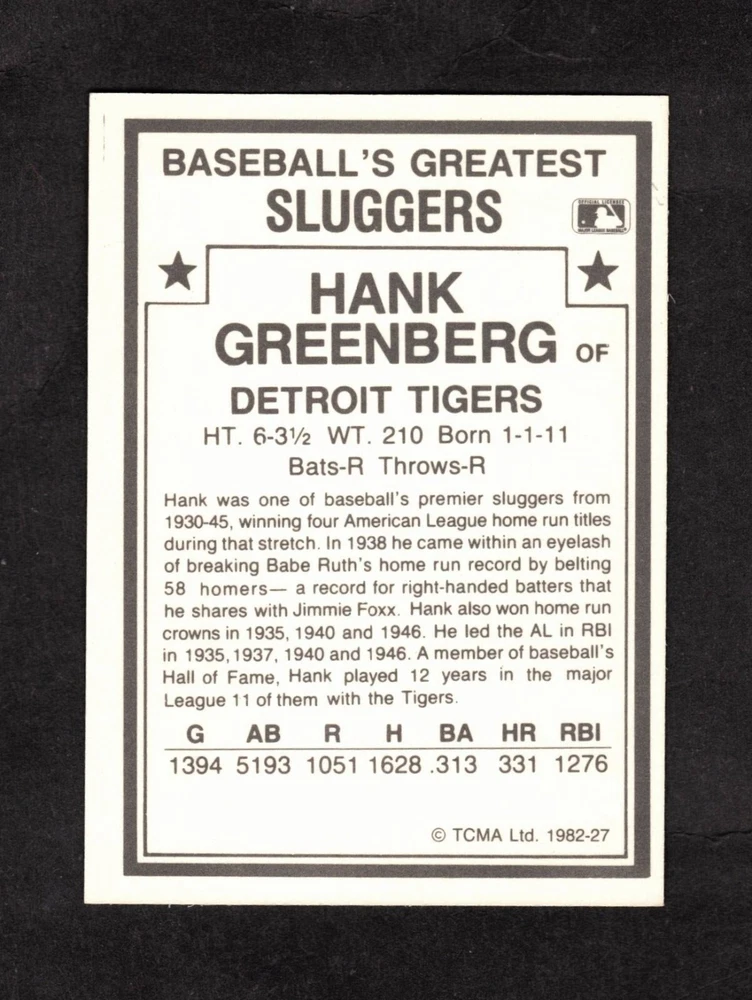 BASEBALL'S GREATEST
SLUGGERS
OFFICIAL LICENSEE
MAJOR LEAGUE BASEBALL
HANK
GREENBERG OF
DETROIT TIGERS
HT. 6-3½ WT. 210 Born 1-1-11
Bats-R Throws-R
Hank was one of baseball's premier sluggers from
1930-45, winning four American League home run titles
during that stretch. In 1938 he came within an eyelash
of breaking Babe Ruth's home run record by belting
58 homers— a record for right-handed batters that
he shares with Jimmie Foxx. Hank also won home run
crowns in 1935, 1940 and 1946. He led the AL in RBI
in 1935,1937, 1940 and 1946. A member of baseball's
Hall of Fame, Hank played 12 years in the major
League 11 of them with the Tigers.
G AB R H BA HR RBI
1394 5193 1051 1628 .313 331 1276
© TCMA Ltd. 1982-27